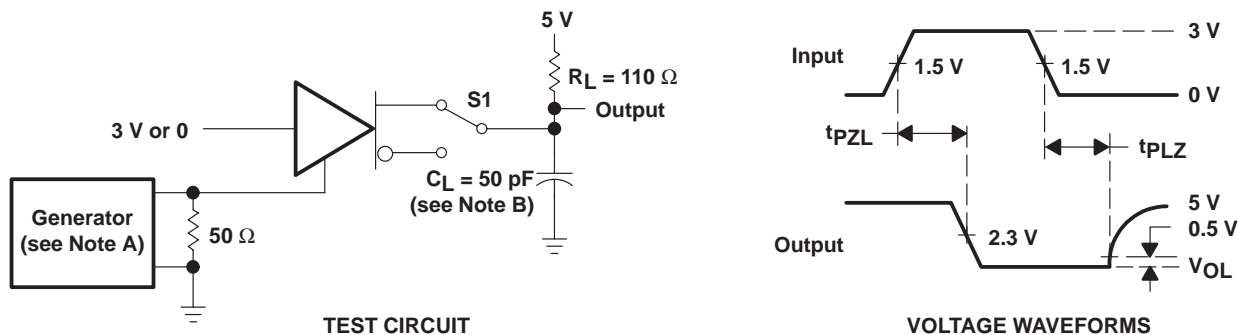 5 V
RL = 110 Ω
Output
S1
3 V or 0
CL = 50 pF
(see Note B)
Generator
(see Note A)
50 Ω
TEST CIRCUIT
Input
3 V
1.5 V
1.5 V
0 V
tPZL
tPLZ
Output
2.3 V
5 V
0.5 V
VOL
VOLTAGE WAVEFORMS